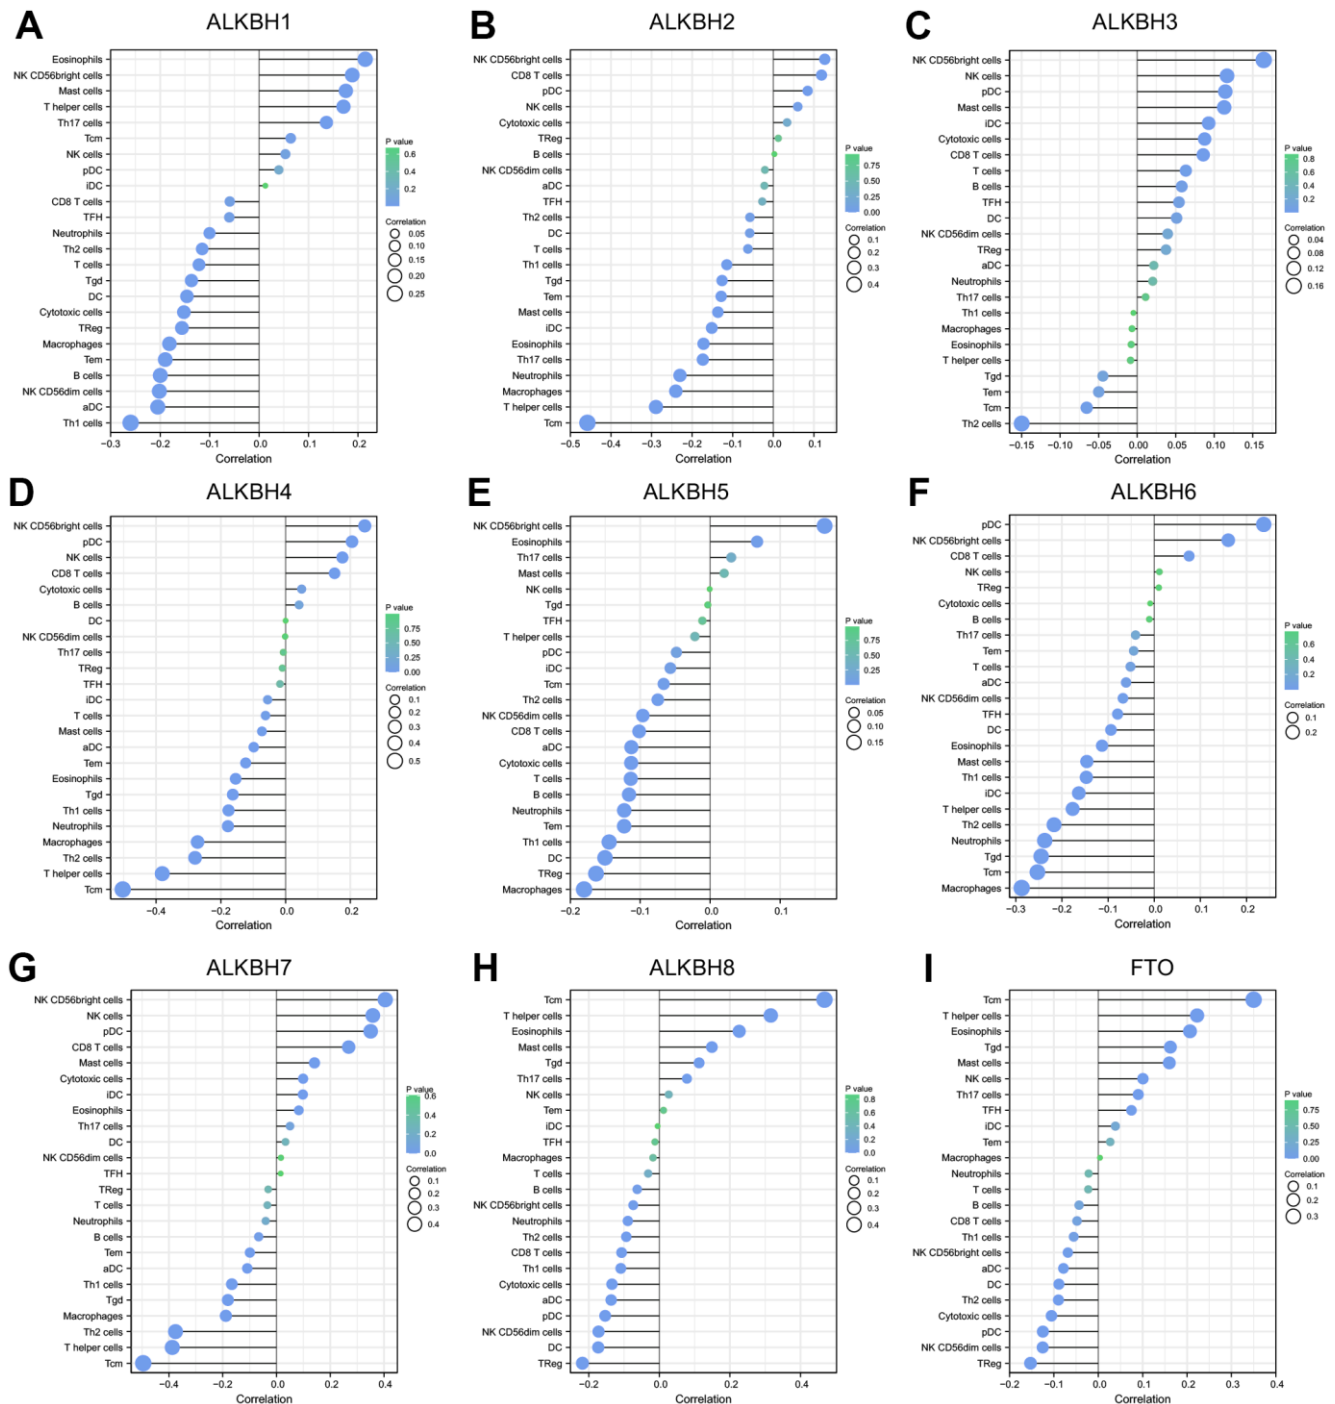 A
ALKBH1
Eosinophils
NK CD56bright cells
Mast cells
T helper cells
Th17 cells
Tcm
NK cells
pDC
iDC
CD8 T cells
TFH
Neutrophils
Th2 cells
T cells
Tgd
DC
Cytotoxic cells
TReg
Macrophages
Tem
B cells
NK CD56dim cells
aDC
Th1 cells
−0.3 −0.2 −0.1 0.0 0.1 0.2
Correlation
P value
0.6
0.4
0.2
Correlation
0.05
0.10
0.15
0.20
0.25
B
ALKBH2
NK CD56bright cells
CD8 T cells
pDC
NK cells
Cytotoxic cells
TReg
B cells
NK CD56dim cells
aDC
TFH
Th2 cells
DC
T cells
Th1 cells
Tgd
Tem
Mast cells
iDC
Eosinophils
Th17 cells
Neutrophils
Macrophages
T helper cells
Tcm
−0.5 −0.4 −0.3 −0.2 −0.1 0.0 0.1
Correlation
P value
0.75
0.50
0.25
0.00
Correlation
0.1
0.2
0.3
0.4
C
ALKBH3
NK CD56bright cells
NK cells
pDC
Mast cells
iDC
Cytotoxic cells
CD8 T cells
T cells
B cells
TFH
DC
NK CD56dim cells
TReg
aDC
Neutrophils
Th17 cells
Th1 cells
Macrophages
Eosinophils
T helper cells
Tgd
Tem
Tcm
Th2 cells
−0.15 −0.10 −0.05 0.00 0.05 0.10 0.15
Correlation
P value
0.8
0.6
0.4
0.2
Correlation
0.04
0.08
0.12
0.16
D
ALKBH4
NK CD56bright cells
pDC
NK cells
CD8 T cells
Cytotoxic cells
B cells
DC
NK CD56dim cells
Th17 cells
TReg
TFH
iDC
T cells
Mast cells
aDC
Tem
Eosinophils
Tgd
Th1 cells
Neutrophils
Macrophages
Th2 cells
T helper cells
Tcm
−0.4 −0.2 0.0 0.2
Correlation
P value
0.75
0.50
0.25
0.00
Correlation
0.1
0.2
0.3
0.4
0.5
E
ALKBH5
NK CD56bright cells
Eosinophils
Th17 cells
Mast cells
NK cells
Tgd
TFH
T helper cells
pDC
iDC
Tcm
Th2 cells
NK CD56dim cells
CD8 T cells
aDC
Cytotoxic cells
T cells
B cells
Neutrophils
Tem
Th1 cells
DC
TReg
Macrophages
−0.2 −0.1 0.0 0.1
Correlation
P value
0.75
0.50
0.25
Correlation
0.05
0.10
0.15
F
ALKBH6
pDC
NK CD56bright cells
CD8 T cells
NK cells
TReg
Cytotoxic cells
B cells
Th17 cells
Tem
T cells
aDC
NK CD56dim cells
TFH
DC
Eosinophils
Mast cells
Th1 cells
iDC
T helper cells
Th2 cells
Neutrophils
Tgd
Tcm
Macrophages
−0.3 −0.2 −0.1 0.0 0.1 0.2
Correlation
P value
0.6
0.4
0.2
Correlation
0.1
0.2
G
ALKBH7
NK CD56bright cells
NK cells
pDC
CD8 T cells
Mast cells
Cytotoxic cells
iDC
Eosinophils
Th17 cells
DC
NK CD56dim cells
TFH
TReg
T cells
Neutrophils
B cells
Tem
aDC
Th1 cells
Tgd
Macrophages
Th2 cells
T helper cells
Tcm
−0.4 −0.2 0.0 0.2 0.4
Correlation
P value
0.6
0.4
0.2
0.0
Correlation
0.1
0.2
0.3
0.4
H
ALKBH8
Tcm
T helper cells
Eosinophils
Mast cells
Tgd
Th17 cells
NK cells
Tem
iDC
TFH
Macrophages
T cells
B cells
NK CD56bright cells
Neutrophils
Th2 cells
CD8 T cells
Th1 cells
Cytotoxic cells
aDC
pDC
NK CD56dim cells
DC
TReg
−0.2 0.0 0.2 0.4
Correlation
P value
0.8
0.6
0.4
0.2
0.0
Correlation
0.1
0.2
0.3
0.4
I
FTO
Tcm
T helper cells
Eosinophils
Tgd
Mast cells
NK cells
Th17 cells
TFH
iDC
Tem
Macrophages
Neutrophils
T cells
B cells
CD8 T cells
Th1 cells
NK CD56bright cells
aDC
DC
Th2 cells
Cytotoxic cells
pDC
NK CD56dim cells
TReg
−0.2 −0.1 0.0 0.1 0.2 0.3 0.4
Correlation
P value
0.75
0.50
0.25
0.00
Correlation
0.1
0.2
0.3